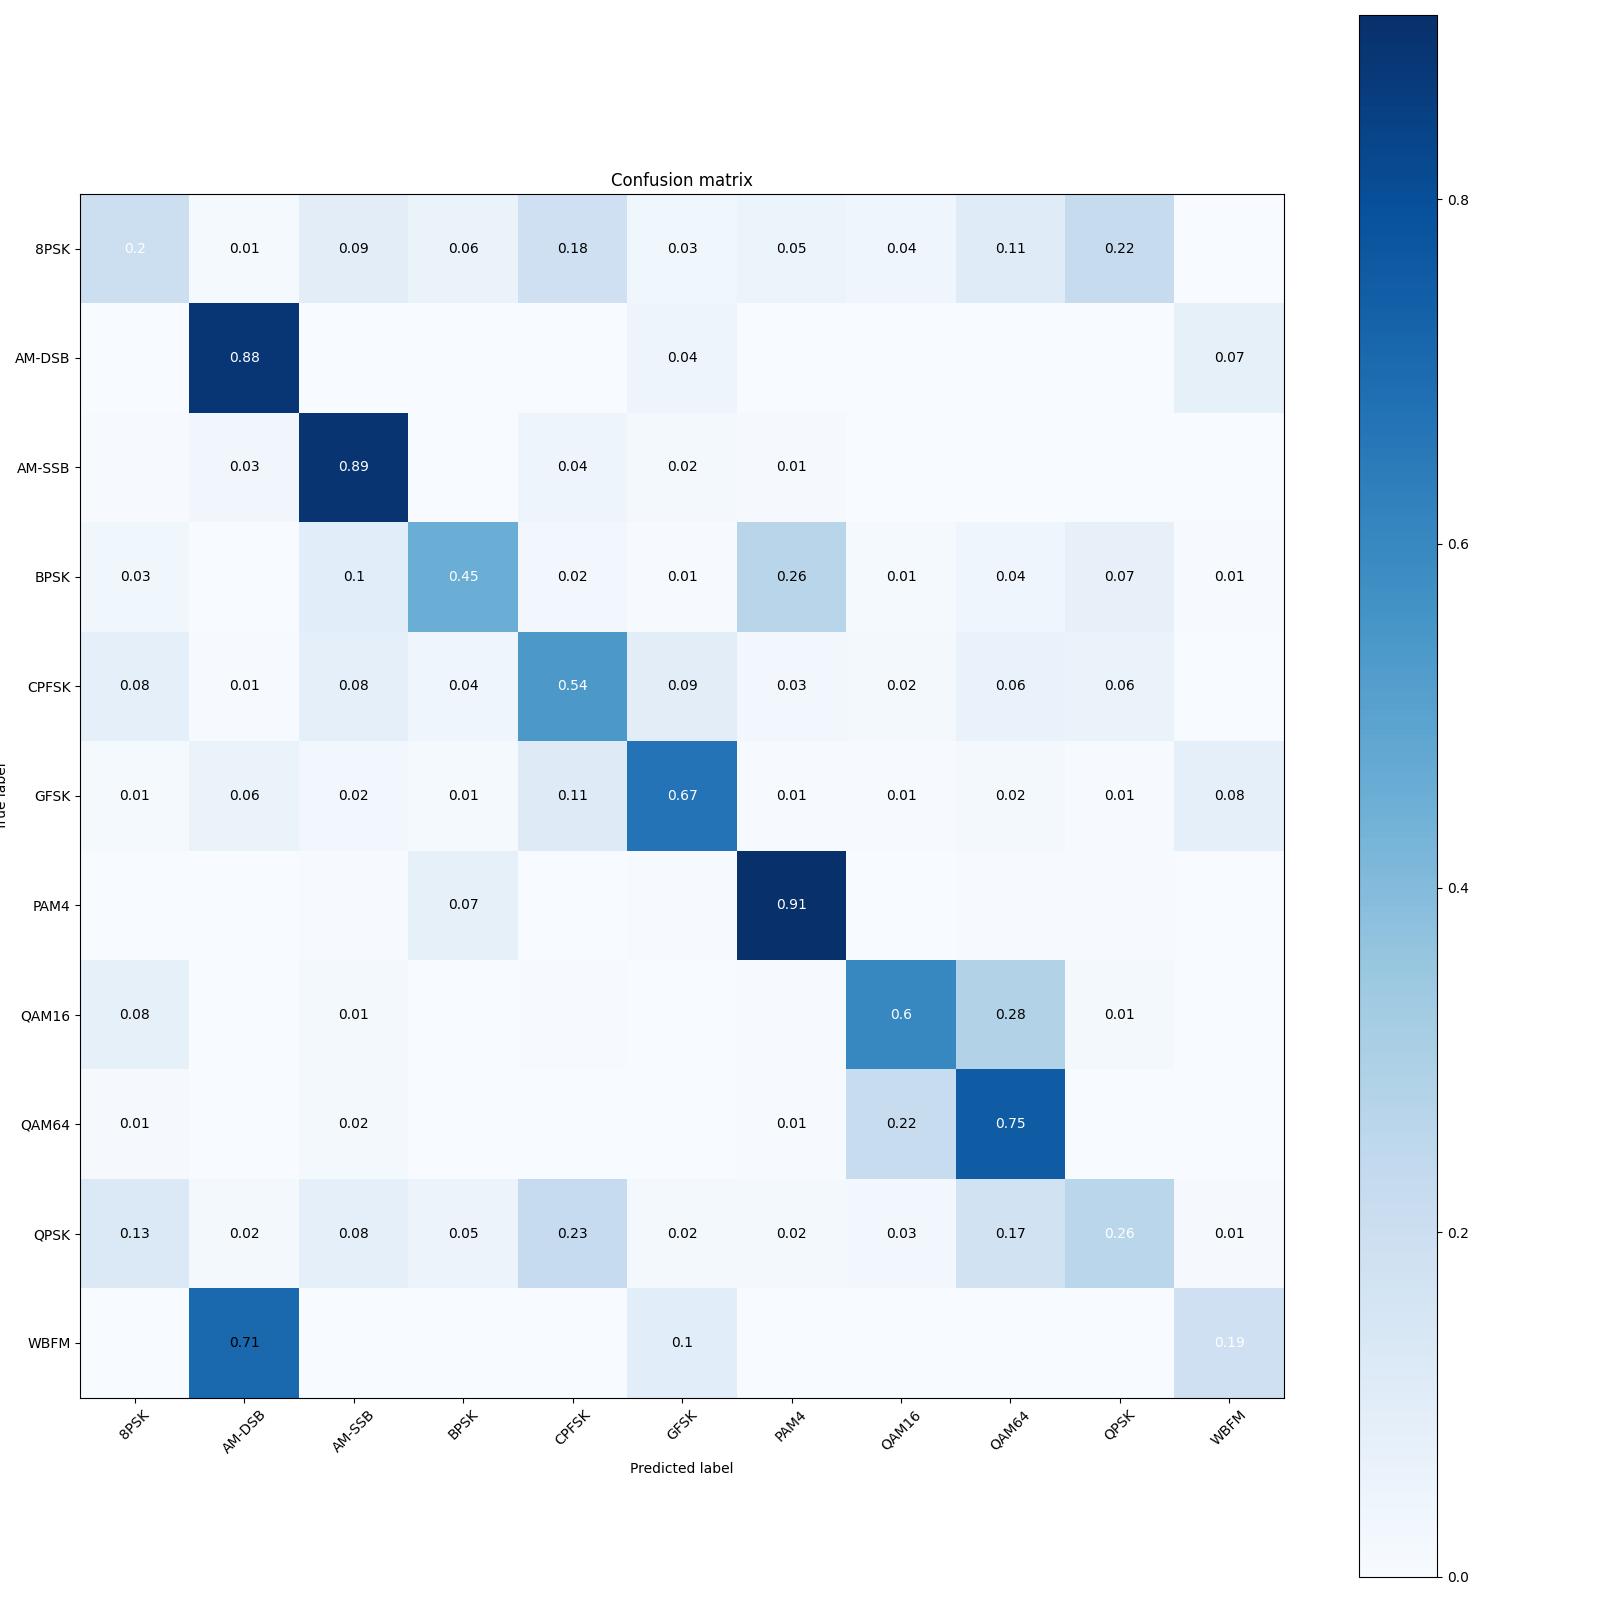 Confusion matrix
0.8
8PSK 0.2 0.01 0.09 0.06 0.18 0.03 0.05 0.04 0.11 0.22
AM-DSB 0.88 0.04 0.07
AM-SSB 0.03 0.89 0.04 0.02 0.01
0.6
BPSK 0.03 0.1 0.45 0.02 0.01 0.26 0.01 0.04 0.07 0.01
CPFSK 0.08 0.01 0.08 0.04 0.54 0.09 0.03 0.02 0.06 0.06
GFSK 0.01 0.06 0.02 0.01 0.11 0.67 0.01 0.01 0.02 0.01 0.08
True label
0.4
PAM4 0.07 0.91
QAM16 0.08 0.01 0.6 0.28 0.01
QAM64 0.01 0.02 0.01 0.22 0.75
QPSK 0.13 0.02 0.08 0.05 0.23 0.02 0.02 0.03 0.17 0.26 0.01
0.2
WBFM 0.71 0.1 0.19
8PSK AM-DSB AM-SSB BPSK CPFSK GFSK PAM4 QAM16 QAM64 QPSK WBFM
Predicted label
0.0